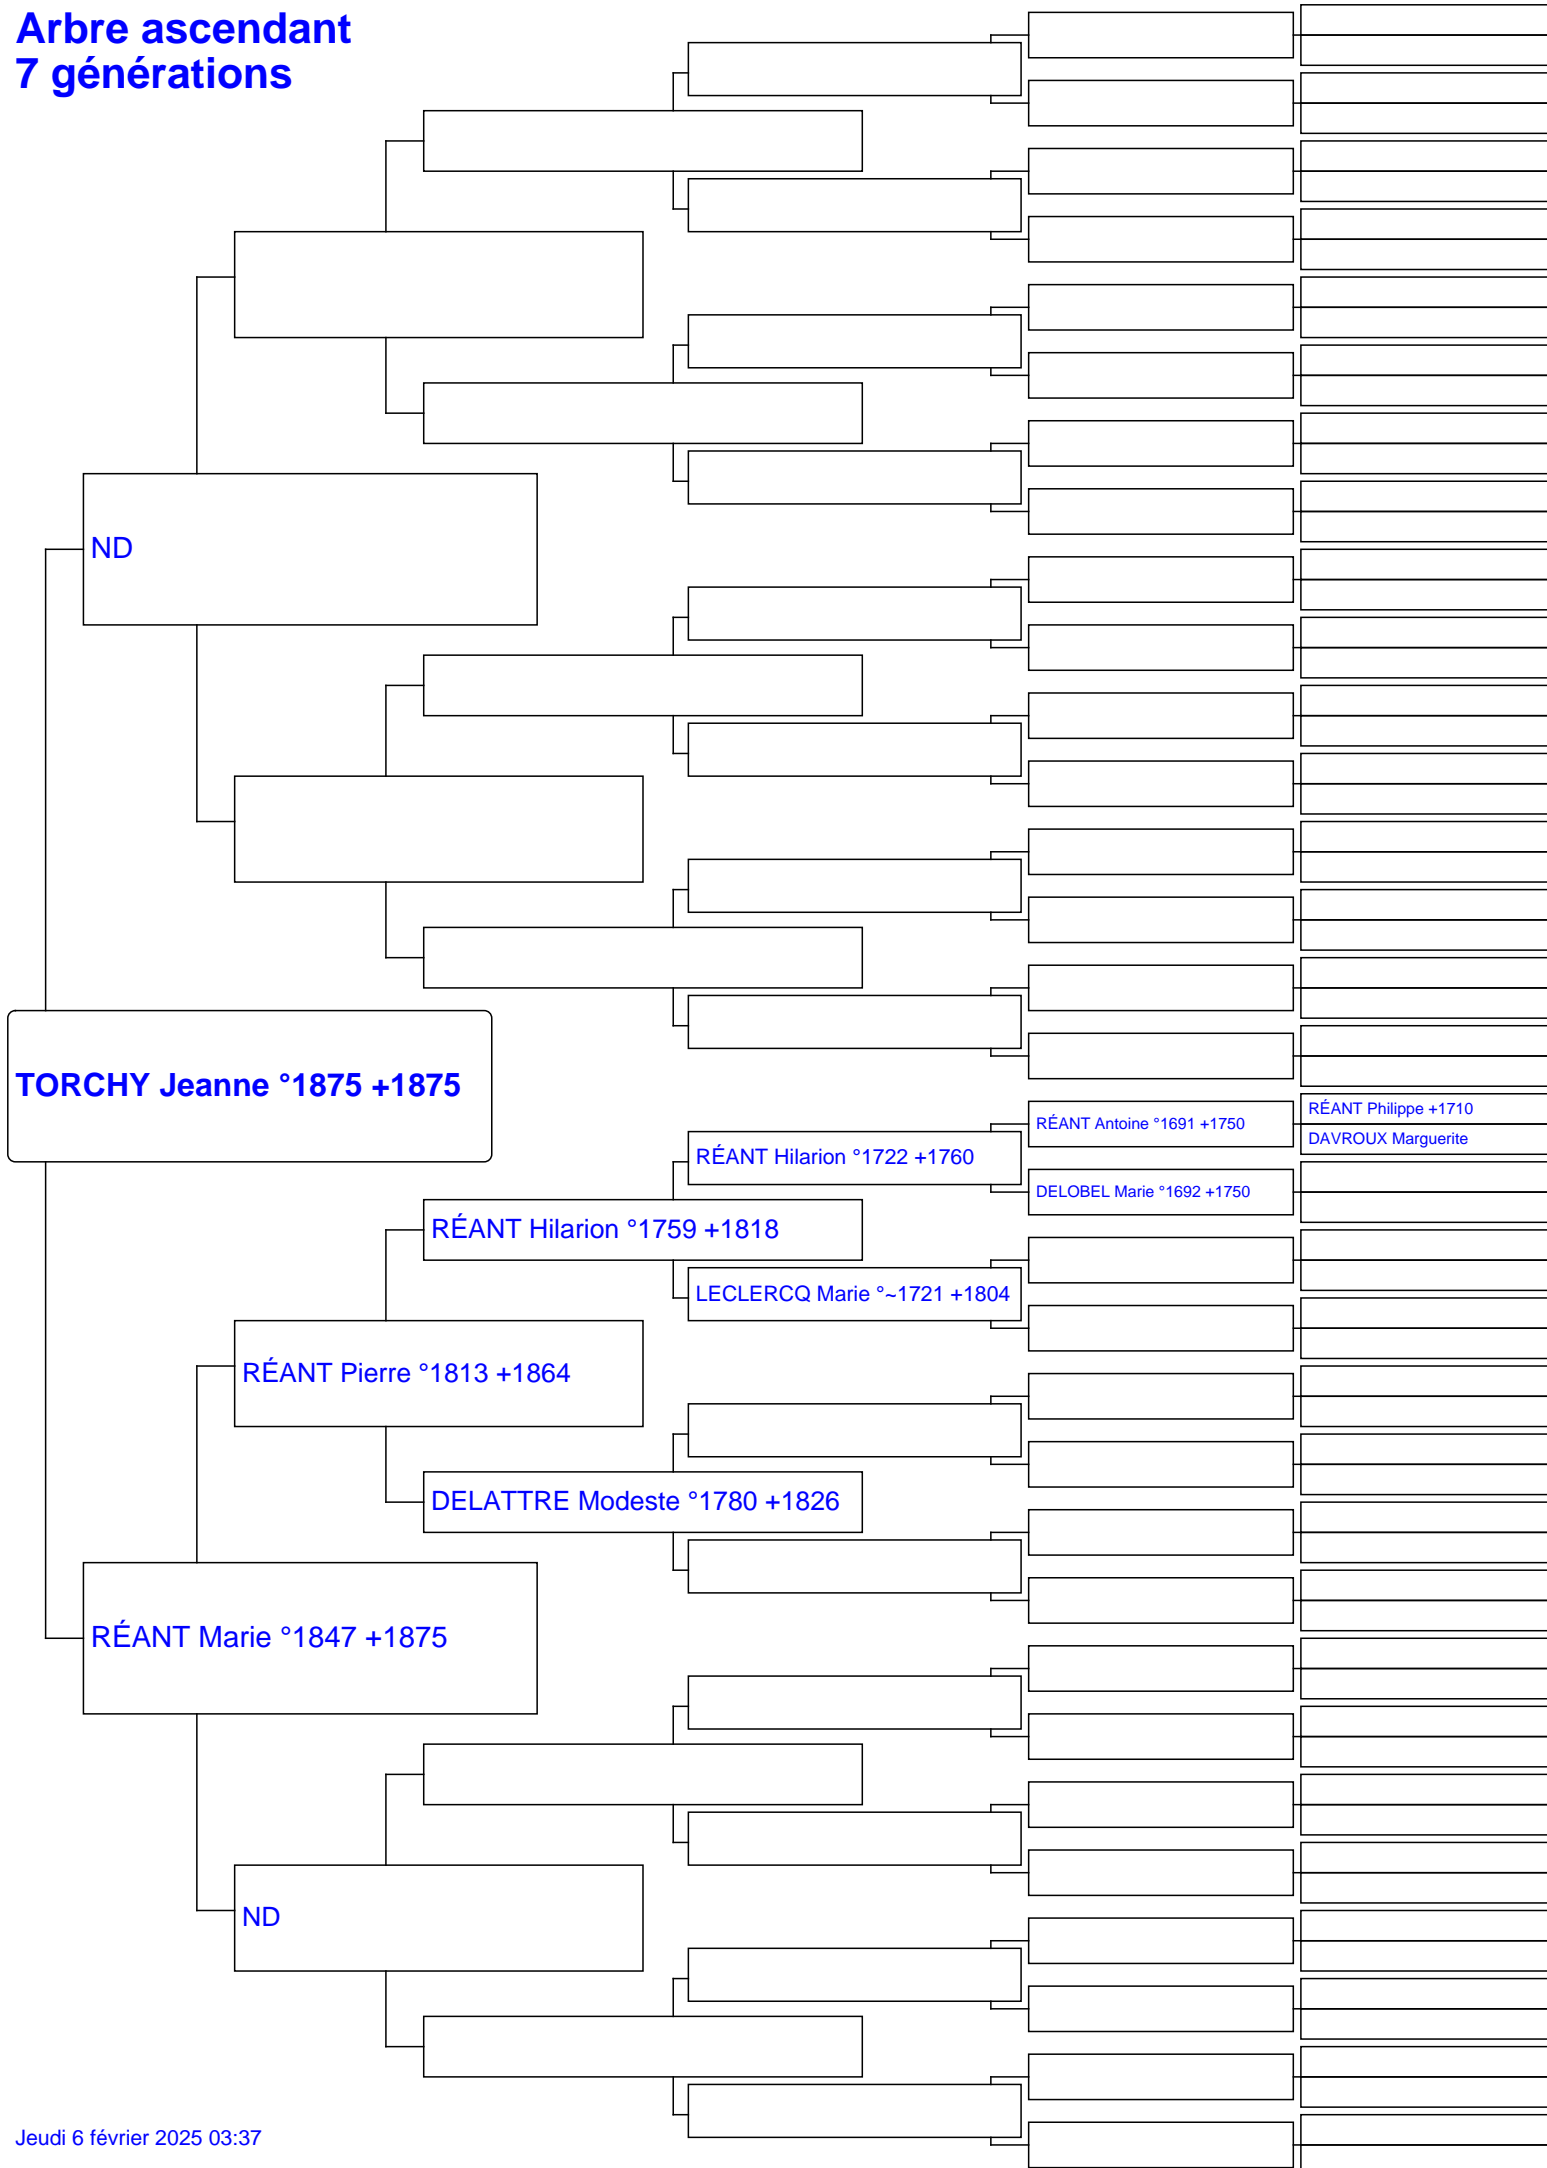 Arbre ascendant
7 générations
ND
TORCHY Jeanne °1875 +1875
RÉANT Philippe +1710
RÉANT Antoine °1691 +1750
DAVROUX Marguerite
RÉANT Hilarion °1722 +1760
DELOBEL Marie °1692 +1750
RÉANT Hilarion °1759 +1818
LECLERCQ Marie °~1721 +1804
RÉANT Pierre °1813 +1864
DELATTRE Modeste °1780 +1826
RÉANT Marie °1847 +1875
ND
Jeudi 6 février 2025 03:37